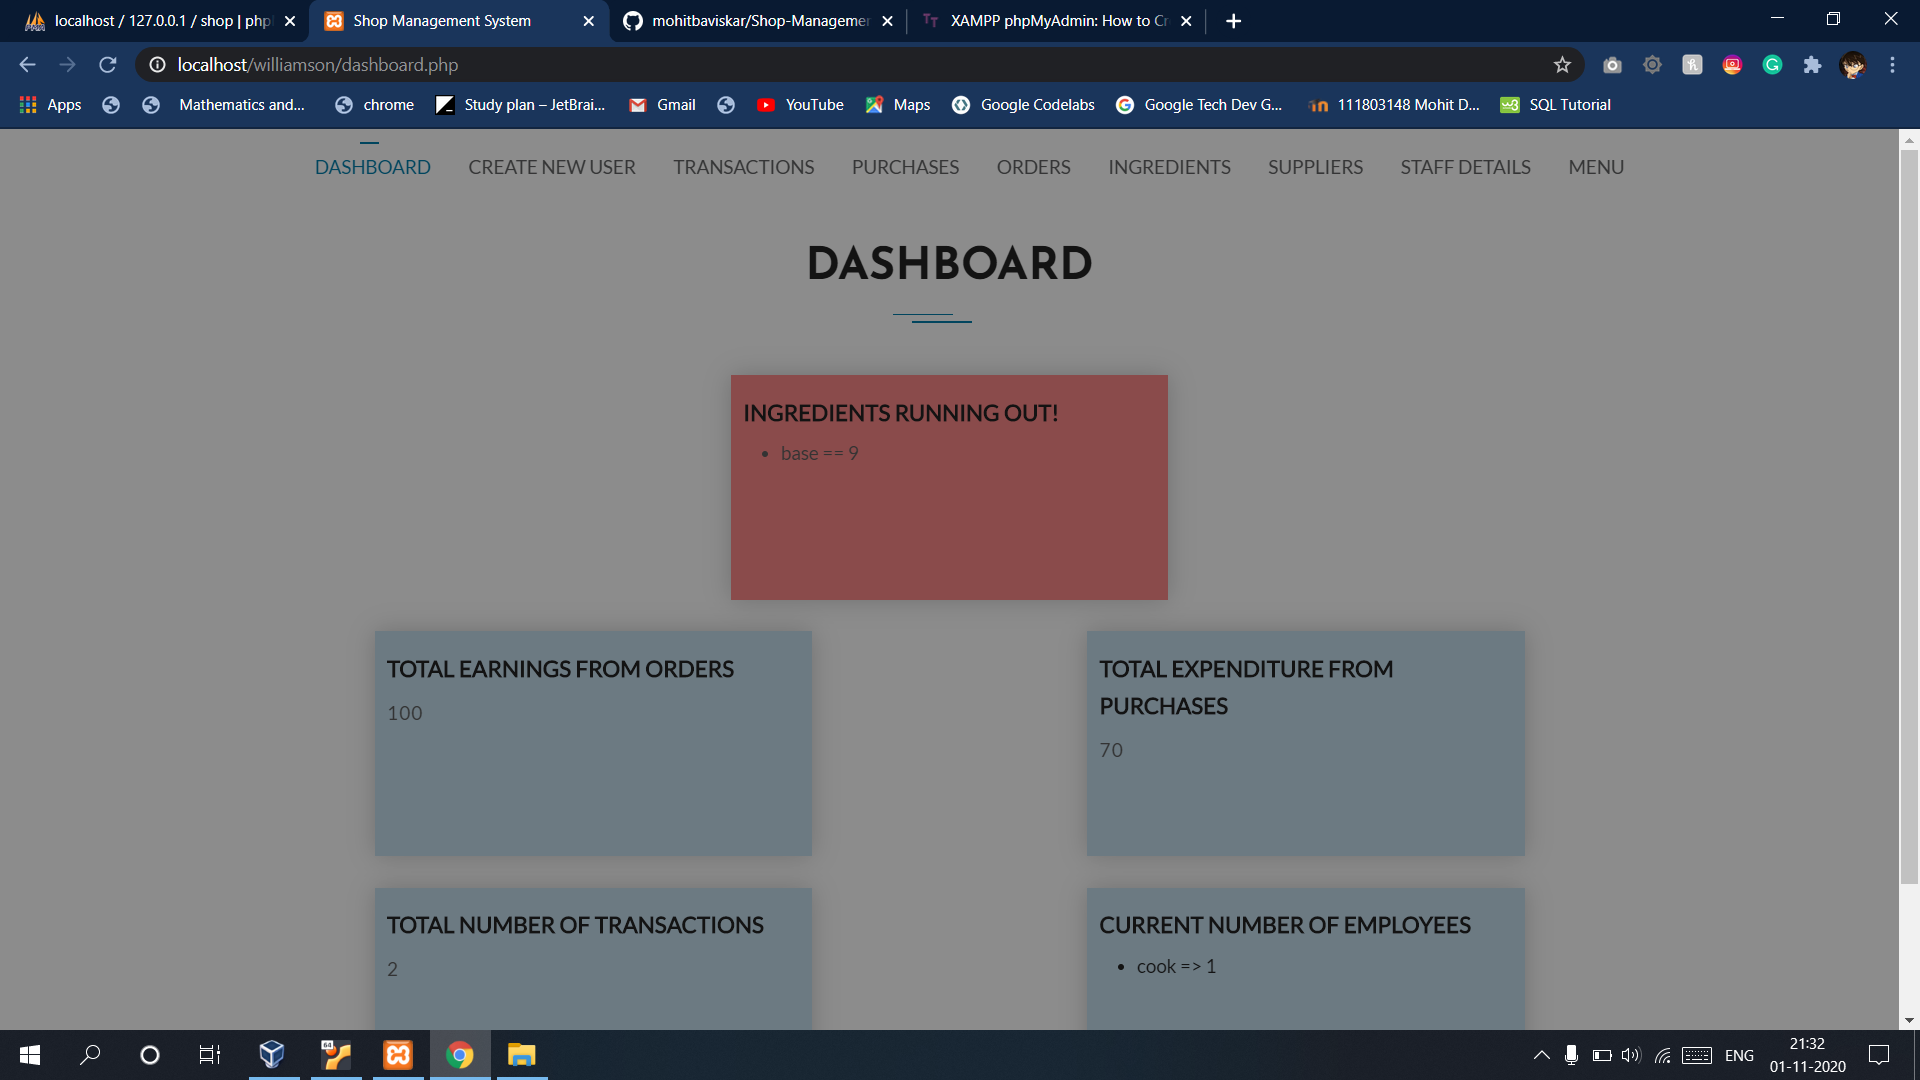 localhost / 127.0.0.1 / shop | php
Shop Management System
mohitbaviskar/Shop-Managemen
XAMPP phpMyAdmin: How to Cr
localhost/williamson/dashboard.php
Apps
Mathematics and...
chrome
Study plan – JetBrai...
Gmail
YouTube
Maps
Google Codelabs
Google Tech Dev G...
111803148 Mohit D...
SQL Tutorial
DASHBOARD
CREATE NEW USER
TRANSACTIONS
PURCHASES
ORDERS
INGREDIENTS
SUPPLIERS
STAFF DETAILS
MENU
DASHBOARD
INGREDIENTS RUNNING OUT!
• base == 9
TOTAL EARNINGS FROM ORDERS
100
TOTAL EXPENDITURE FROM
PURCHASES
70
TOTAL NUMBER OF TRANSACTIONS
2
CURRENT NUMBER OF EMPLOYEES
• cook => 1
64
ENG
21:32
01-11-2020